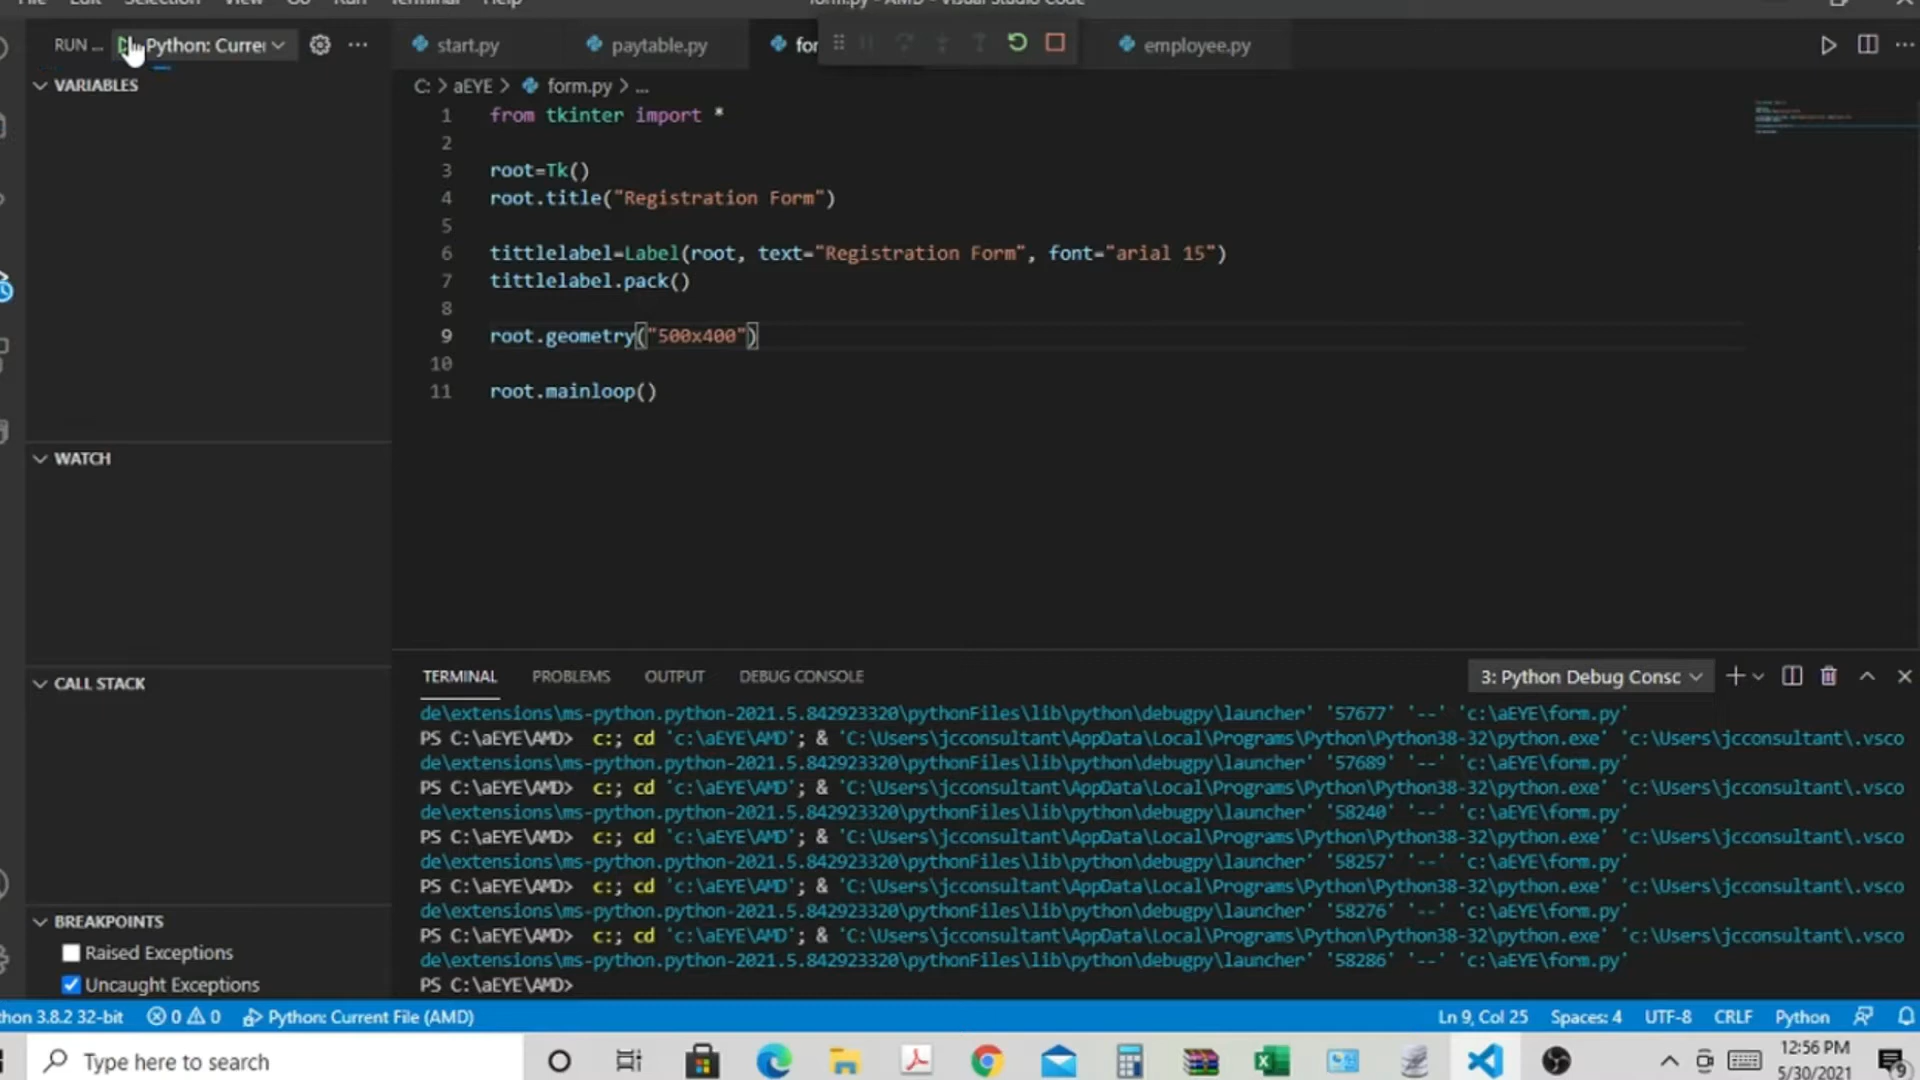 File Edit Selection View Go Run Terminal Help form.py - AMD - Visual Studio Code
RUN ... Python: Curre
start.py paytable.py for employee.py
C: > aEYE > form.py > ...
VARIABLES
1 from tkinter import *
2
3 root=Tk()
4 root.title("Registration Form")
5
6 tittlelabel=Label(root, text="Registration Form", font="arial 15")
7 tittlelabel.pack()
8
9 root.geometry("500x400")
10
11 root.mainloop()
WATCH
CALL STACK
BREAKPOINTS
Raised Exceptions
Uncaught Exceptions
TERMINAL PROBLEMS OUTPUT DEBUG CONSOLE 3: Python Debug Consc
de\extensions\ms-python.python-2021.5.842923320\pythonFiles\lib\python\debugpy\launcher' '57677' '--' 'c:\aEYE\form.py'
PS C:\aEYE\AMD> c:; cd 'c:\aEYE\AMD'; & 'C:\Users\jcconsultant\AppData\Local\Programs\Python\Python38-32\python.exe' 'c:\Users\jcconsultant\.vsco
de\extensions\ms-python.python-2021.5.842923320\pythonFiles\lib\python\debugpy\launcher' '57689' '--' 'c:\aEYE\form.py'
PS C:\aEYE\AMD> c:; cd 'c:\aEYE\AMD'; & 'C:\Users\jcconsultant\AppData\Local\Programs\Python\Python38-32\python.exe' 'c:\Users\jcconsultant\.vsco
de\extensions\ms-python.python-2021.5.842923320\pythonFiles\lib\python\debugpy\launcher' '58240' '--' 'c:\aEYE\form.py'
PS C:\aEYE\AMD> c:; cd 'c:\aEYE\AMD'; & 'C:\Users\jcconsultant\AppData\Local\Programs\Python\Python38-32\python.exe' 'c:\Users\jcconsultant\.vsco
de\extensions\ms-python.python-2021.5.842923320\pythonFiles\lib\python\debugpy\launcher' '58257' '--' 'c:\aEYE\form.py'
PS C:\aEYE\AMD> c:; cd 'c:\aEYE\AMD'; & 'C:\Users\jcconsultant\AppData\Local\Programs\Python\Python38-32\python.exe' 'c:\Users\jcconsultant\.vsco
de\extensions\ms-python.python-2021.5.842923320\pythonFiles\lib\python\debugpy\launcher' '58276' '--' 'c:\aEYE\form.py'
PS C:\aEYE\AMD> c:; cd 'c:\aEYE\AMD'; & 'C:\Users\jcconsultant\AppData\Local\Programs\Python\Python38-32\python.exe' 'c:\Users\jcconsultant\.vsco
de\extensions\ms-python.python-2021.5.842923320\pythonFiles\lib\python\debugpy\launcher' '58286' '--' 'c:\aEYE\form.py'
PS C:\aEYE\AMD>
thon 3.8.2 32-bit 0 0 Python: Current File (AMD) Ln 9, Col 25 Spaces: 4 UTF-8 CRLF Python
Type here to search
12:56 PM
5/30/2021
9